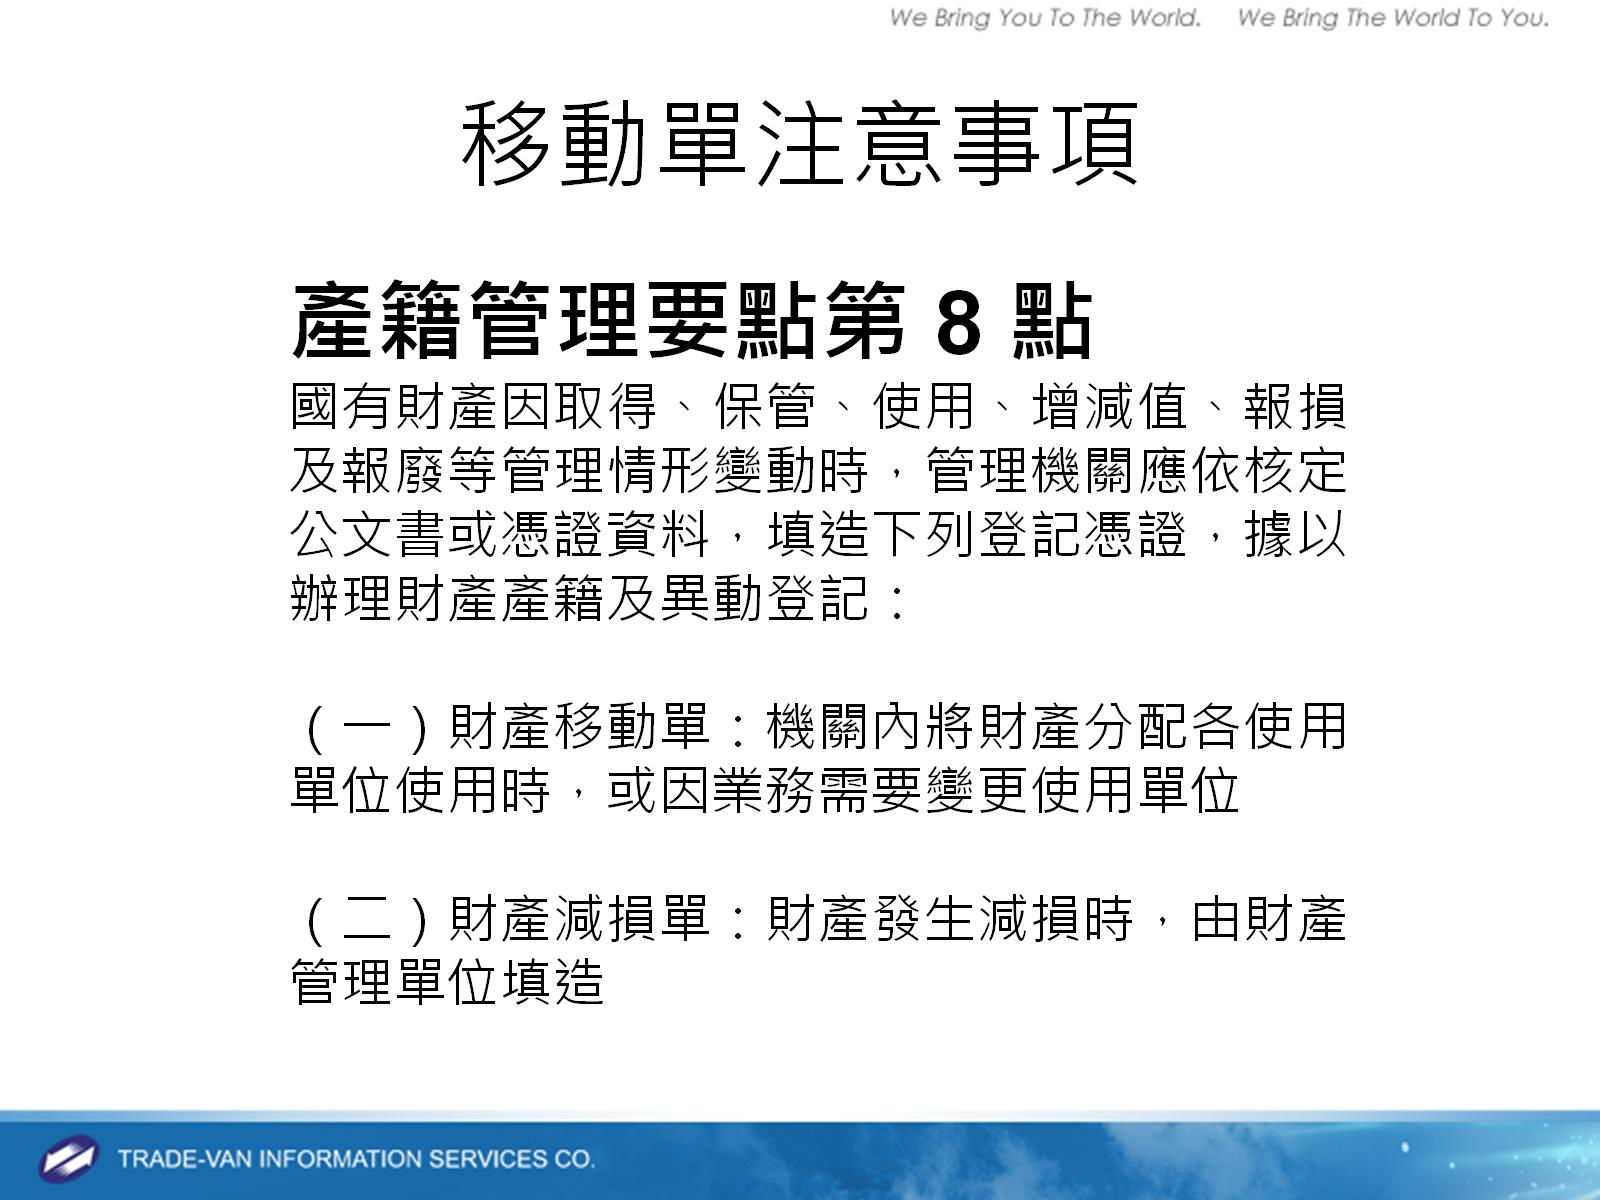 We Bring You To The World. We Bring The World To You.
移動單注意事項
產籍管理要點第 8 點
國有財產因取得、保管、使用、增減值、報損
及報廢等管理情形變動時，管理機關應依核定
公文書或憑證資料，填造下列登記憑證，據以
辦理財產產籍及異動登記：
（一）財產移動單：機關內將財產分配各使用
單位使用時，或因業務需要變更使用單位
（二）財產減損單：財產發生減損時，由財產
管理單位填造
TRADE-VAN INFORMATION SERVICES CO.